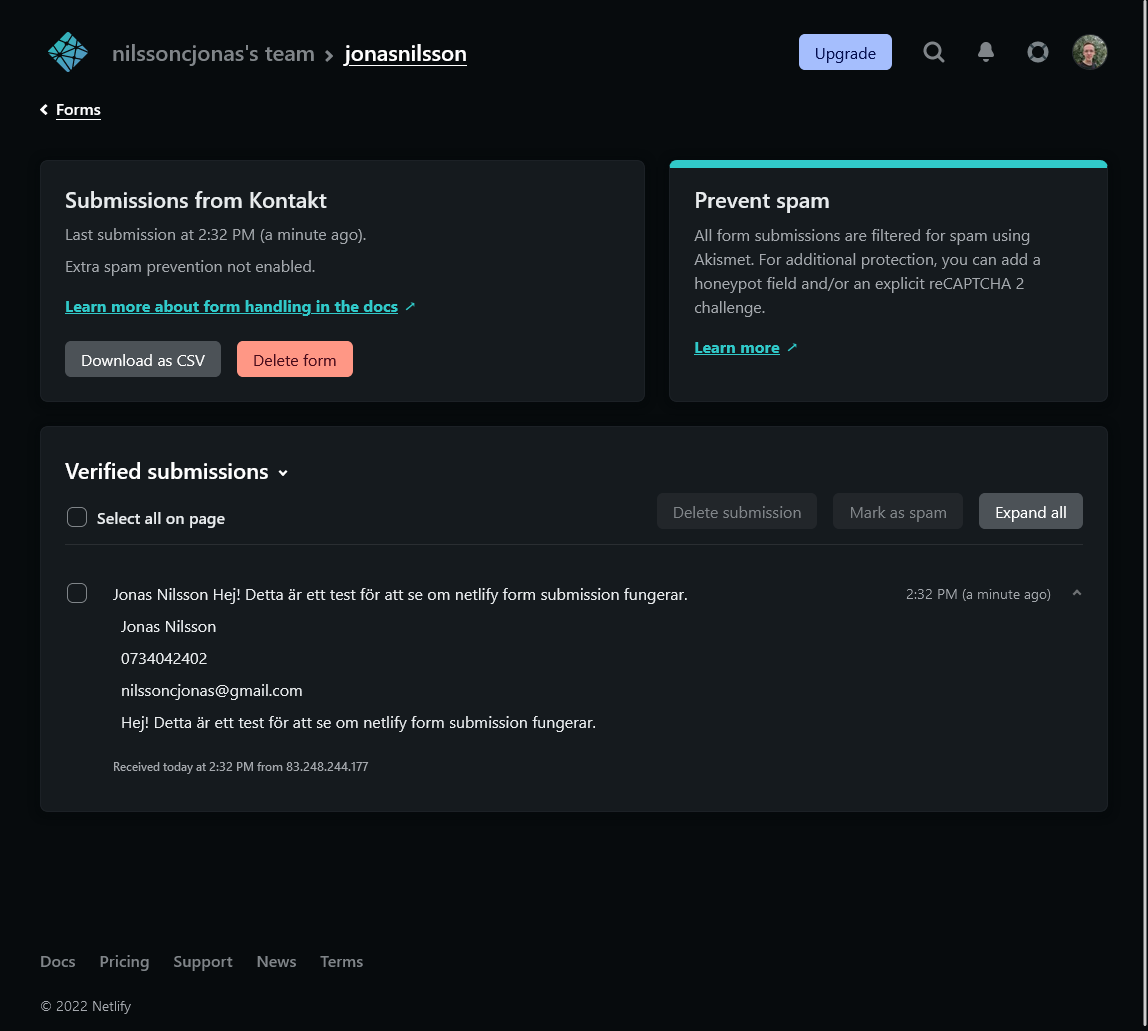 nilssoncjonas's team > jonasnilsson
Upgrade
Forms
Submissions from Kontakt
Last submission at 2:32 PM (a minute ago).
Extra spam prevention not enabled.
Learn more about form handling in the docs
Download as CSV
Delete form
Prevent spam
All form submissions are filtered for spam using
Akismet. For additional protection, you can add a
honeypot field and/or an explicit reCAPTCHA 2
challenge.
Learn more
Verified submissions
Select all on page
Delete submission
Mark as spam
Expand all
Jonas Nilsson Hej! Detta är ett test för att se om netlify form submission fungerar.
2:32 PM (a minute ago)
Jonas Nilsson
0734042402
nilssoncjonas@gmail.com
Hej! Detta är ett test för att se om netlify form submission fungerar.
Received today at 2:32 PM from 83.248.244.177
Docs Pricing Support News Terms
© 2022 Netlify